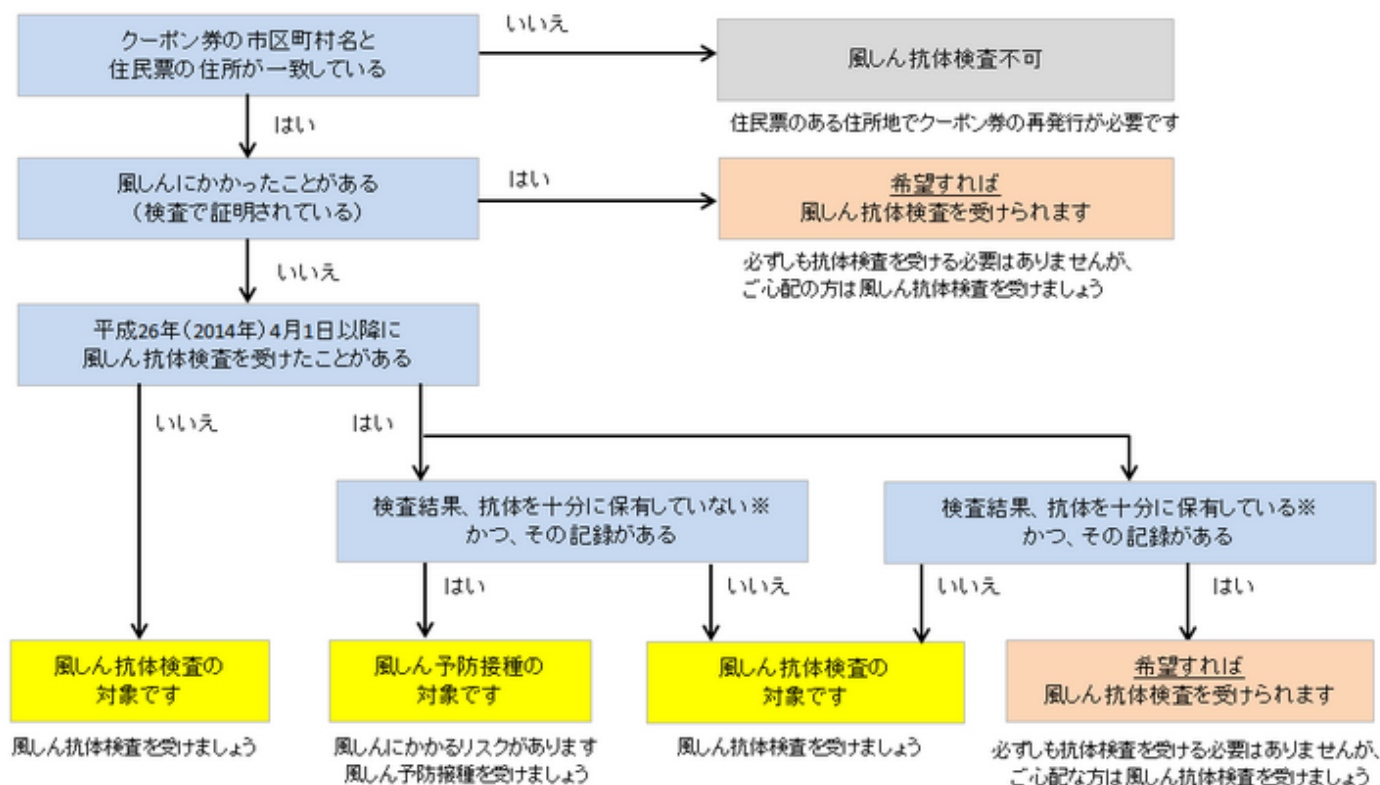 クーポン券の市区町村名と
住民票の住所が一致している
いいえ
風しん抗体検査不可
住民票のある住所地でクーポン券の再発行が必要です
はい
風しんにかかったことがある
（検査で証明されている）
はい
希望すれば
風しん抗体検査を受けられます
必ずしも抗体検査を受ける必要はありませんが、
ご心配の方は風しん抗体検査を受けましょう
いいえ
平成26年（2014年）4月1日以降に
風しん抗体検査を受けたことがある
いいえ
はい
検査結果、抗体を十分に保有していない※
かつ、その記録がある
検査結果、抗体を十分に保有している※
かつ、その記録がある
はい
いいえ
いいえ
はい
風しん抗体検査の
対象です
風しん抗体検査を受けましょう
風しん予防接種の
対象です
風しんにかかるリスクがあります
風しん予防接種を受けましょう
風しん抗体検査の
対象です
風しん抗体検査を受けましょう
希望すれば
風しん抗体検査を受けられます
必ずしも抗体検査を受ける必要はありませんが、
ご心配な方は風しん抗体検査を受けましょう